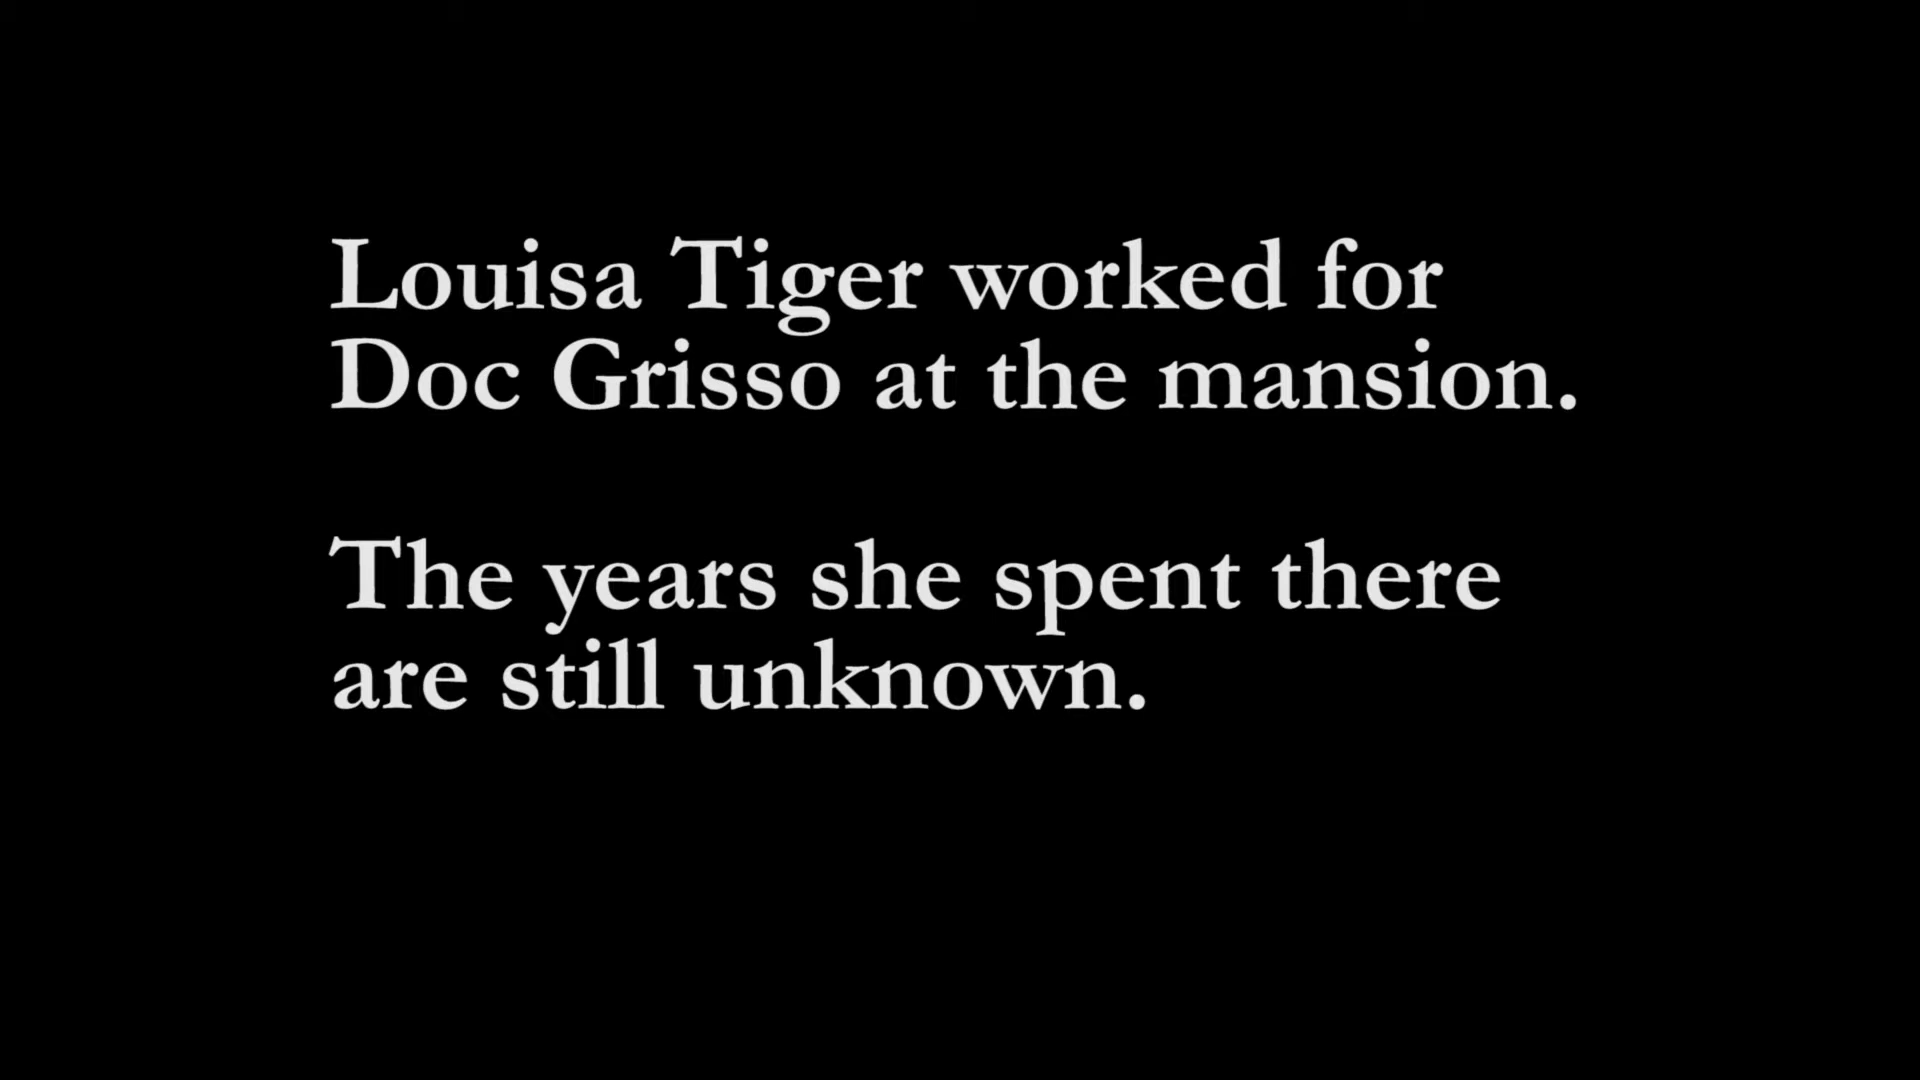 Louisa Tiger worked for
Doc Grisso at the mansion.
The years she spent there
are still unknown.